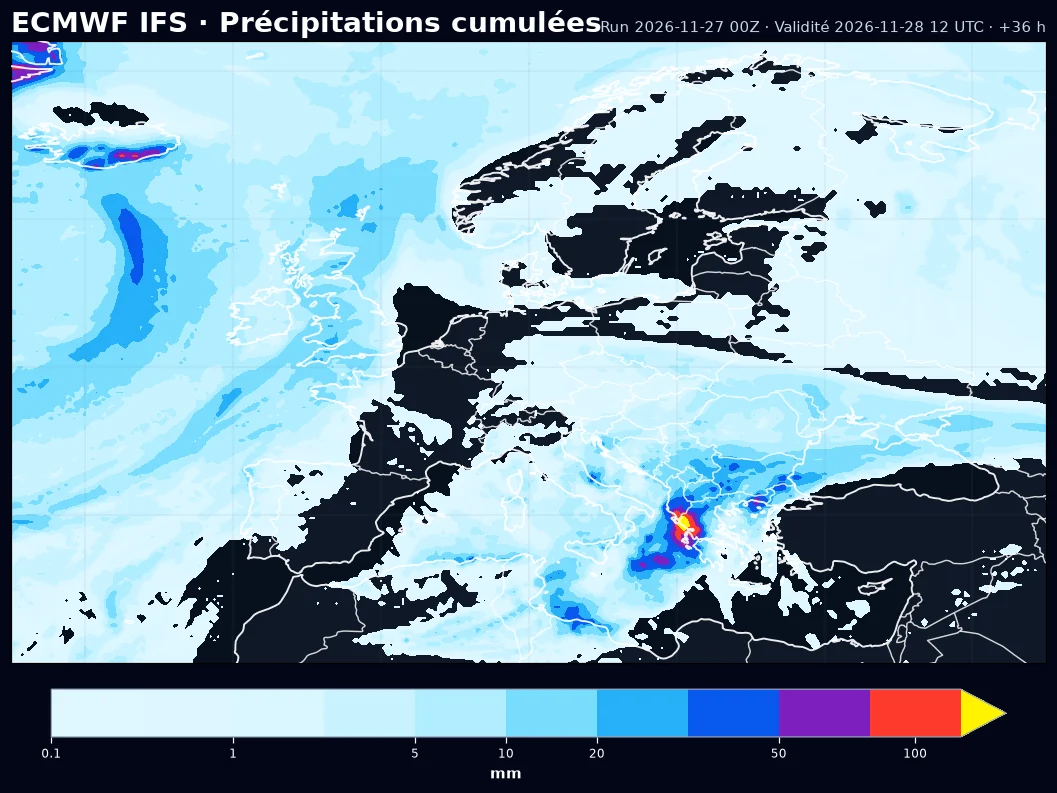 ECMWF IFS · Précipitations cumulées
Run 2026-11-27 00Z · Validité 2026-11-28 12 UTC · +36 h
0.1 1 5 10 20 50 100
mm